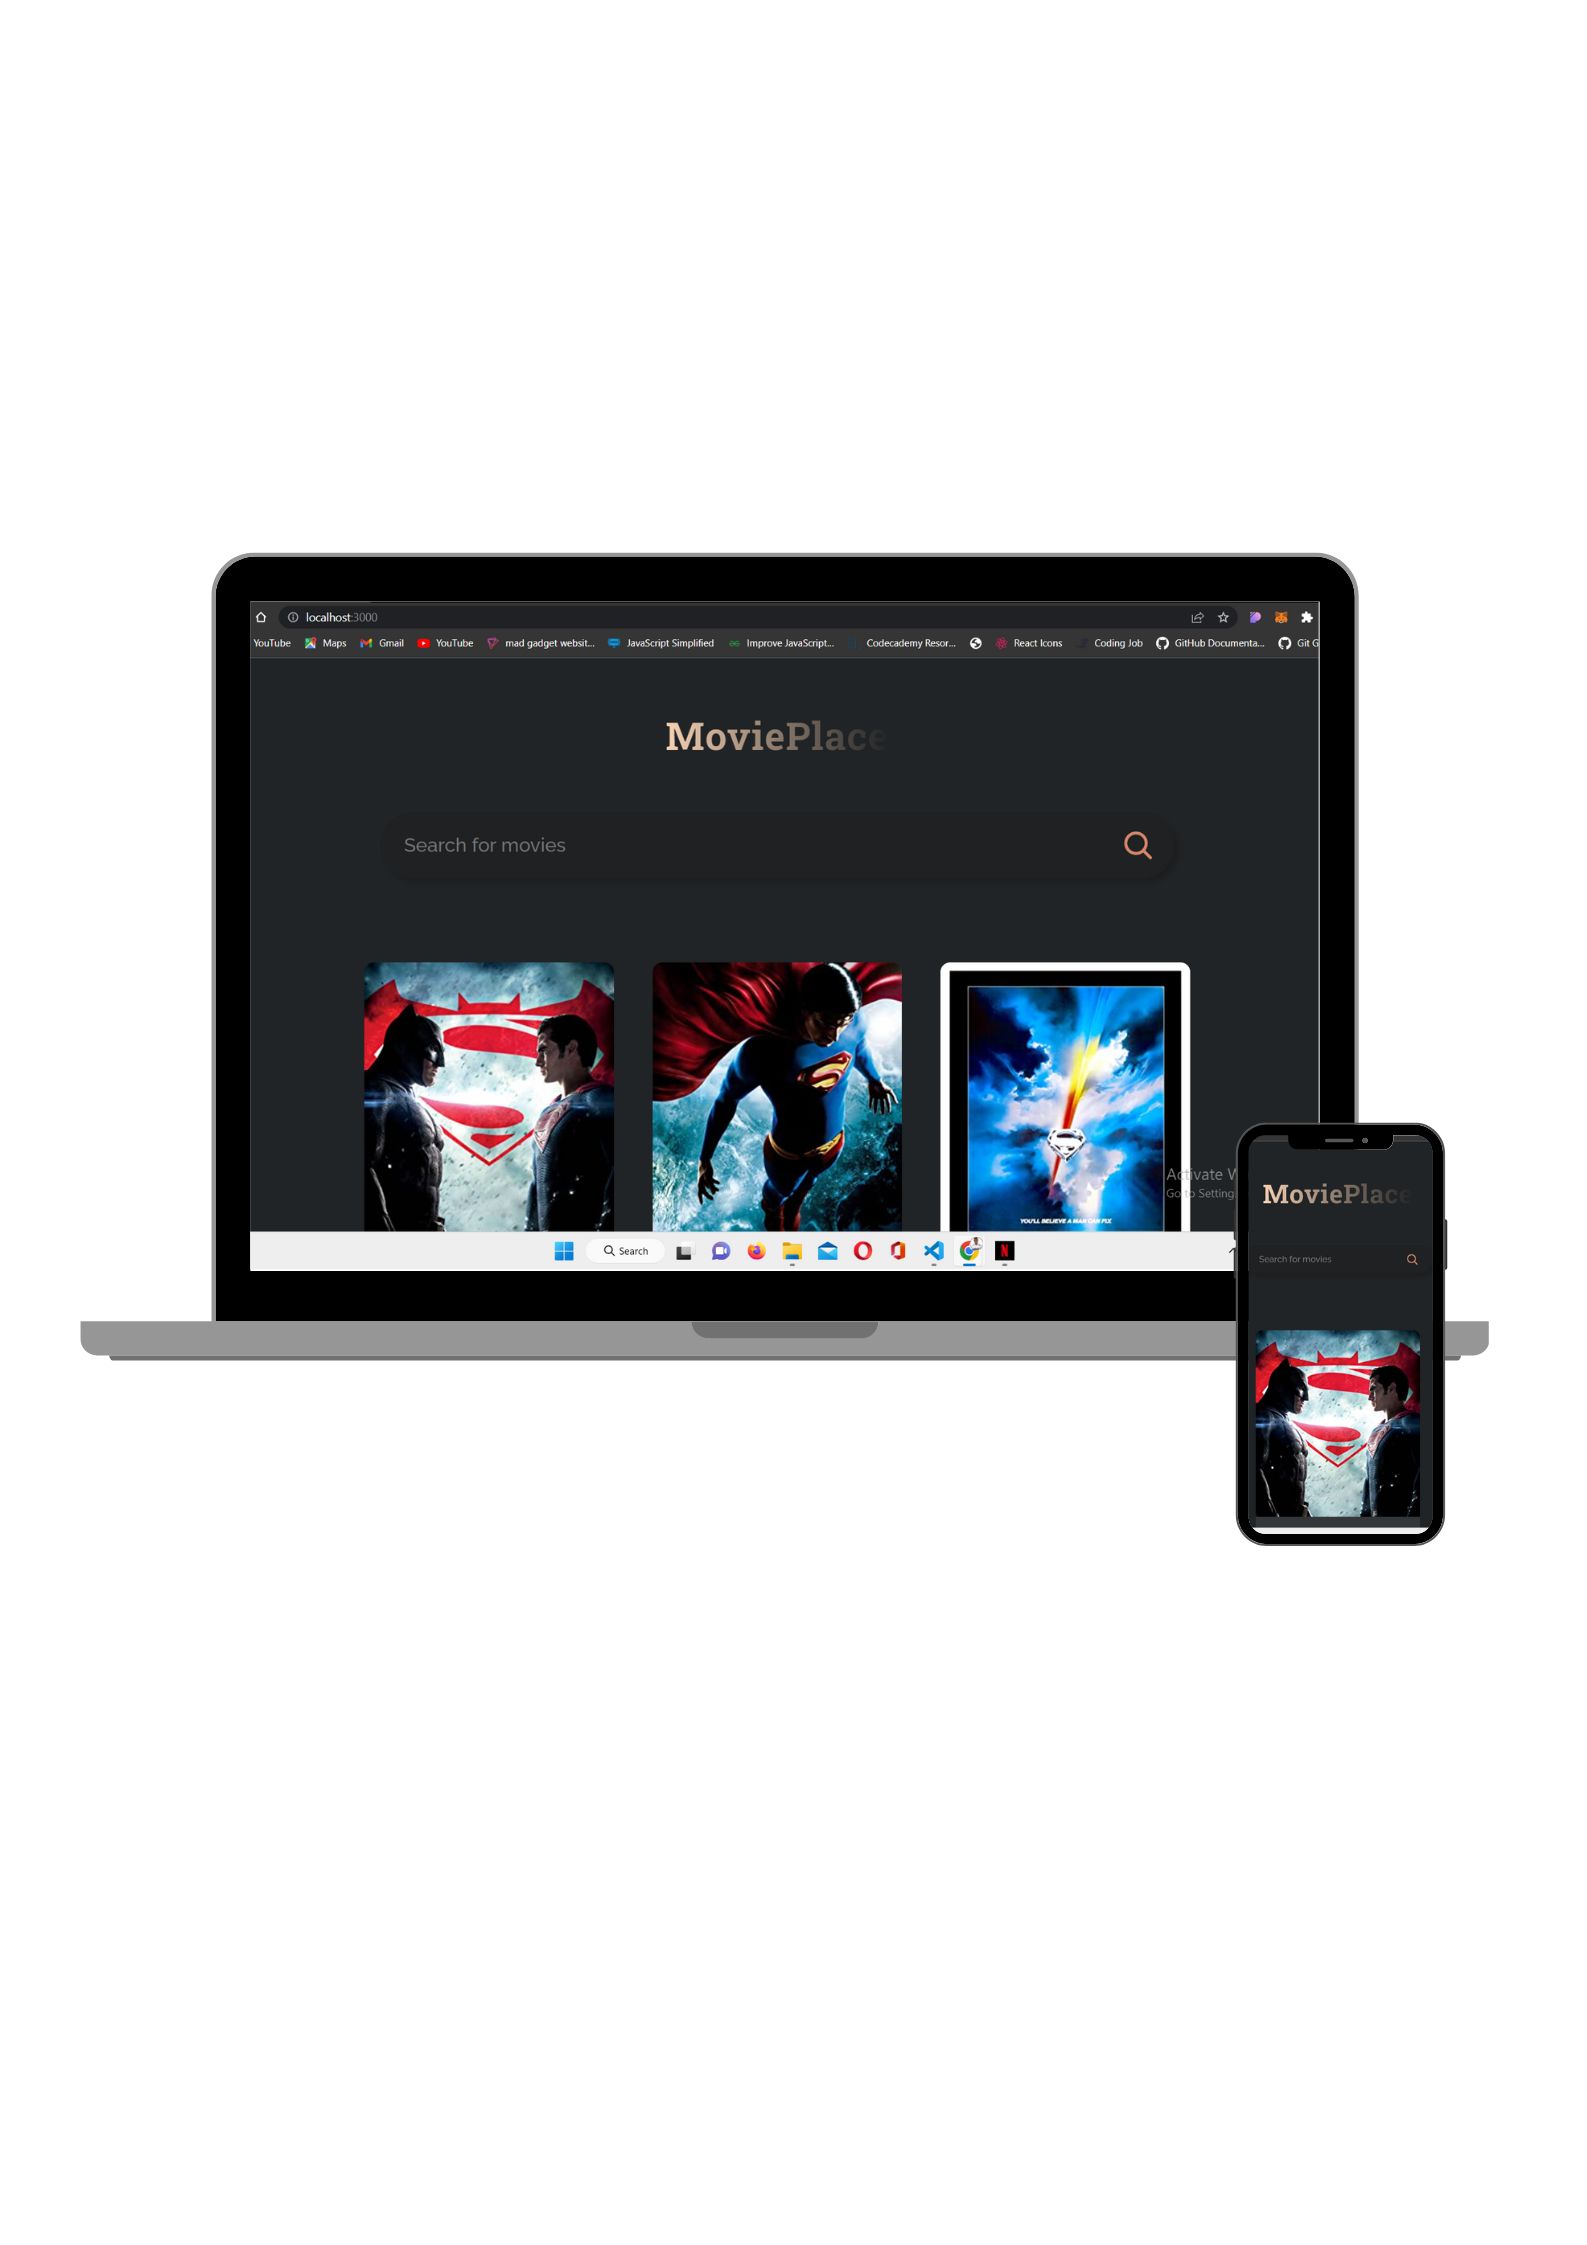 localhost:3000
YouTube Maps Gmail YouTube mad gadget websit... JavaScript Simplified Improve JavaScript... Codecademy Resor... React Icons Coding Job GitHub Documenta... Git G
MoviePlace
Search for movies
YOU'LL BELIEVE A MAN CAN FLY.
Activate W
Go to Setting
Search
MoviePlace
Search for movies